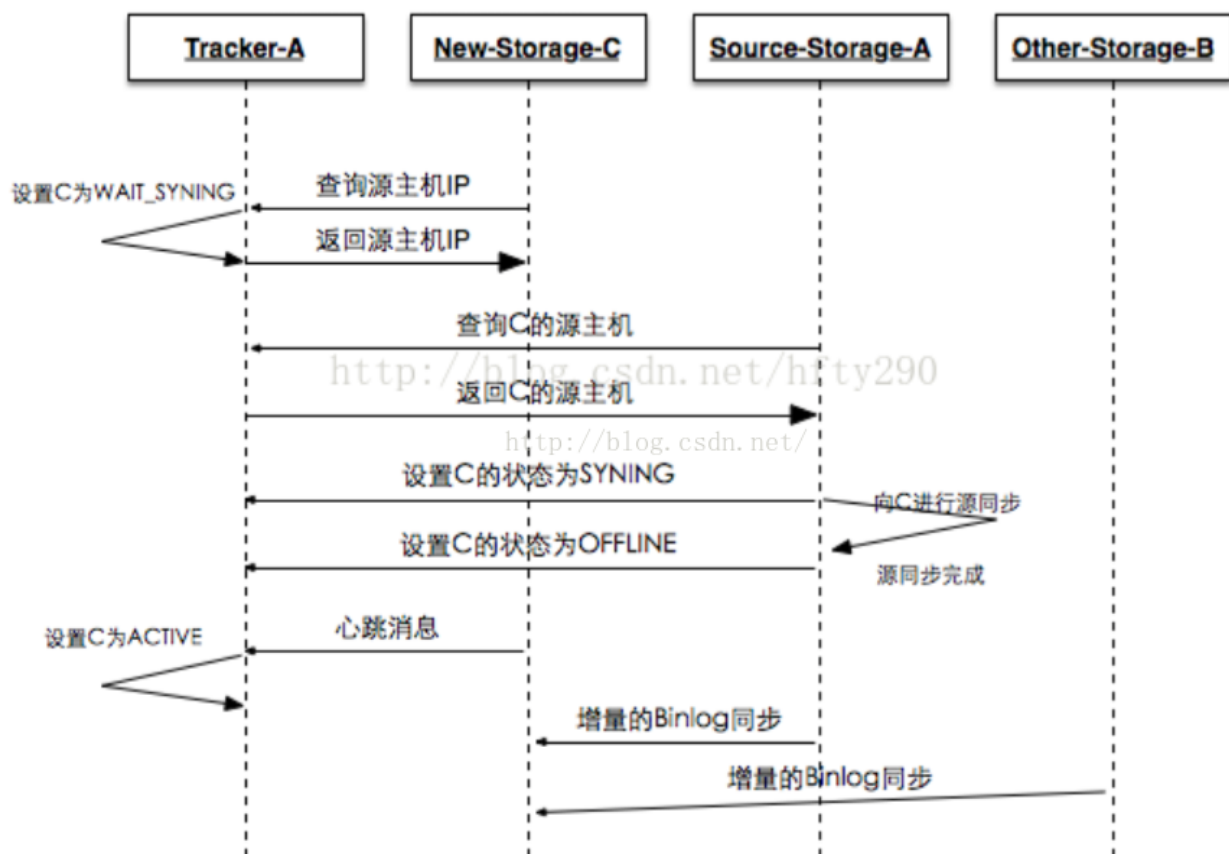 Tracker-A
New-Storage-C
Source-Storage-A
Other-Storage-B
设置C为WAIT_SYNING
查询源主机IP
返回源主机IP
查询C的源主机
http://blog.csdn.net/hfty290
返回C的源主机
http://blog.csdn.net/
设置C的状态为SYNING
向C进行源同步
设置C的状态为OFFLINE
源同步完成
设置C为ACTIVE
心跳消息
增量的Binlog同步
增量的Binlog同步